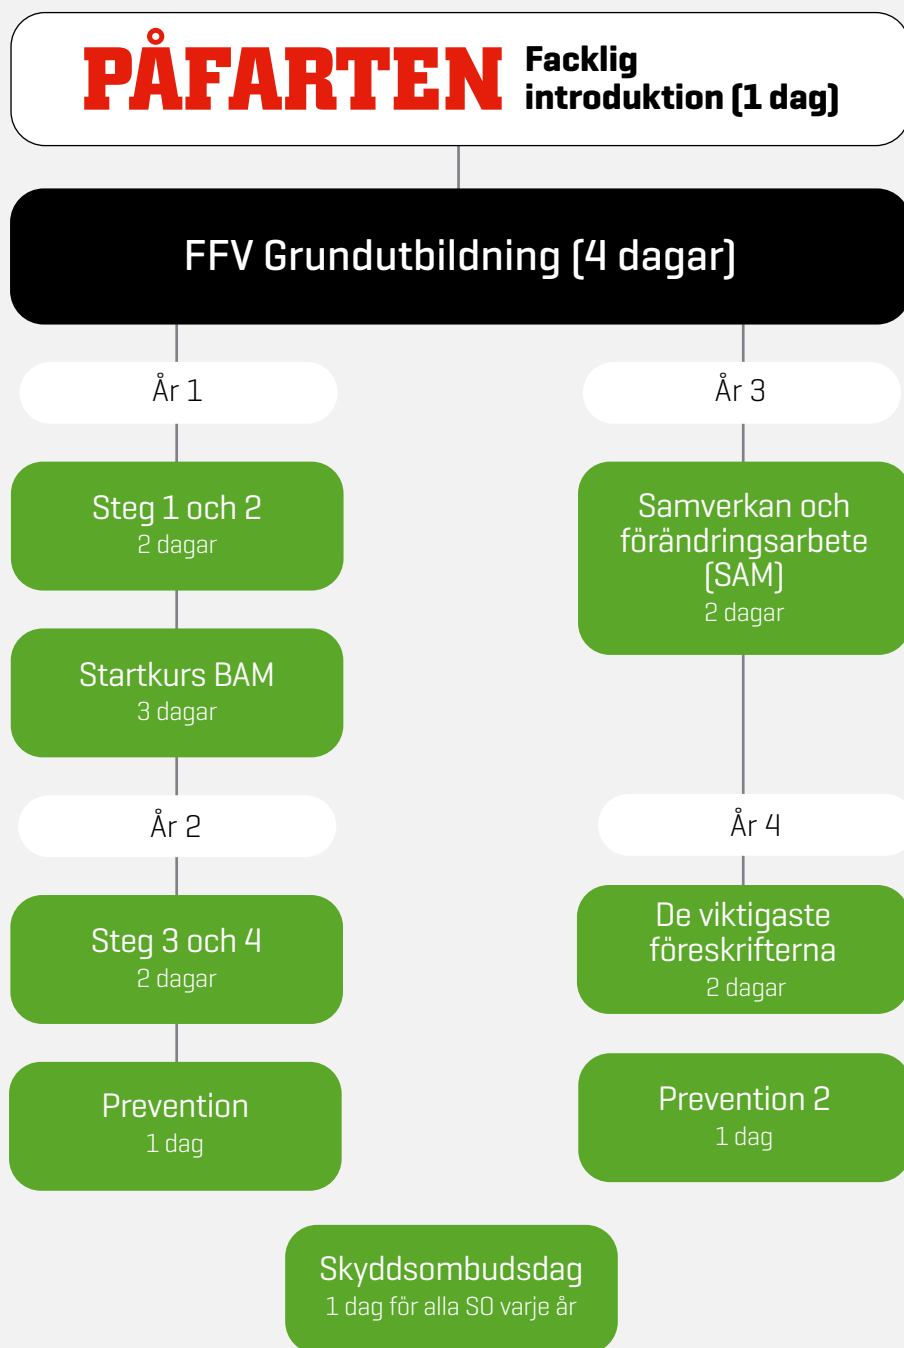 PÅFARTEN
Facklig
introduktion (1 dag)
FFV Grundutbildning (4 dagar)
År 1
Steg 1 och 2
2 dagar
Startkurs BAM
3 dagar
År 2
Steg 3 och 4
2 dagar
Prevention
1 dag
År 3
Samverkan och
förändringsarbete
(SAM)
2 dagar
År 4
De viktigaste
föreskrifterna
2 dagar
Prevention 2
1 dag
Skyddsombudsdag
1 dag för alla SO varje år